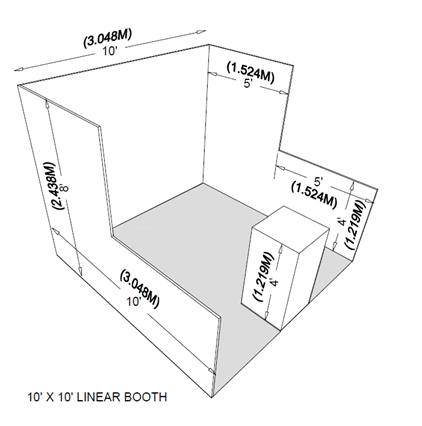 (3.048M)
10'
(1.524M)
5'
(2.438M)
8'
5'
(1.524M)
4'
(1.219M)
(1.219M)
4'
(3.048M)
10'
10' X 10' LINEAR BOOTH